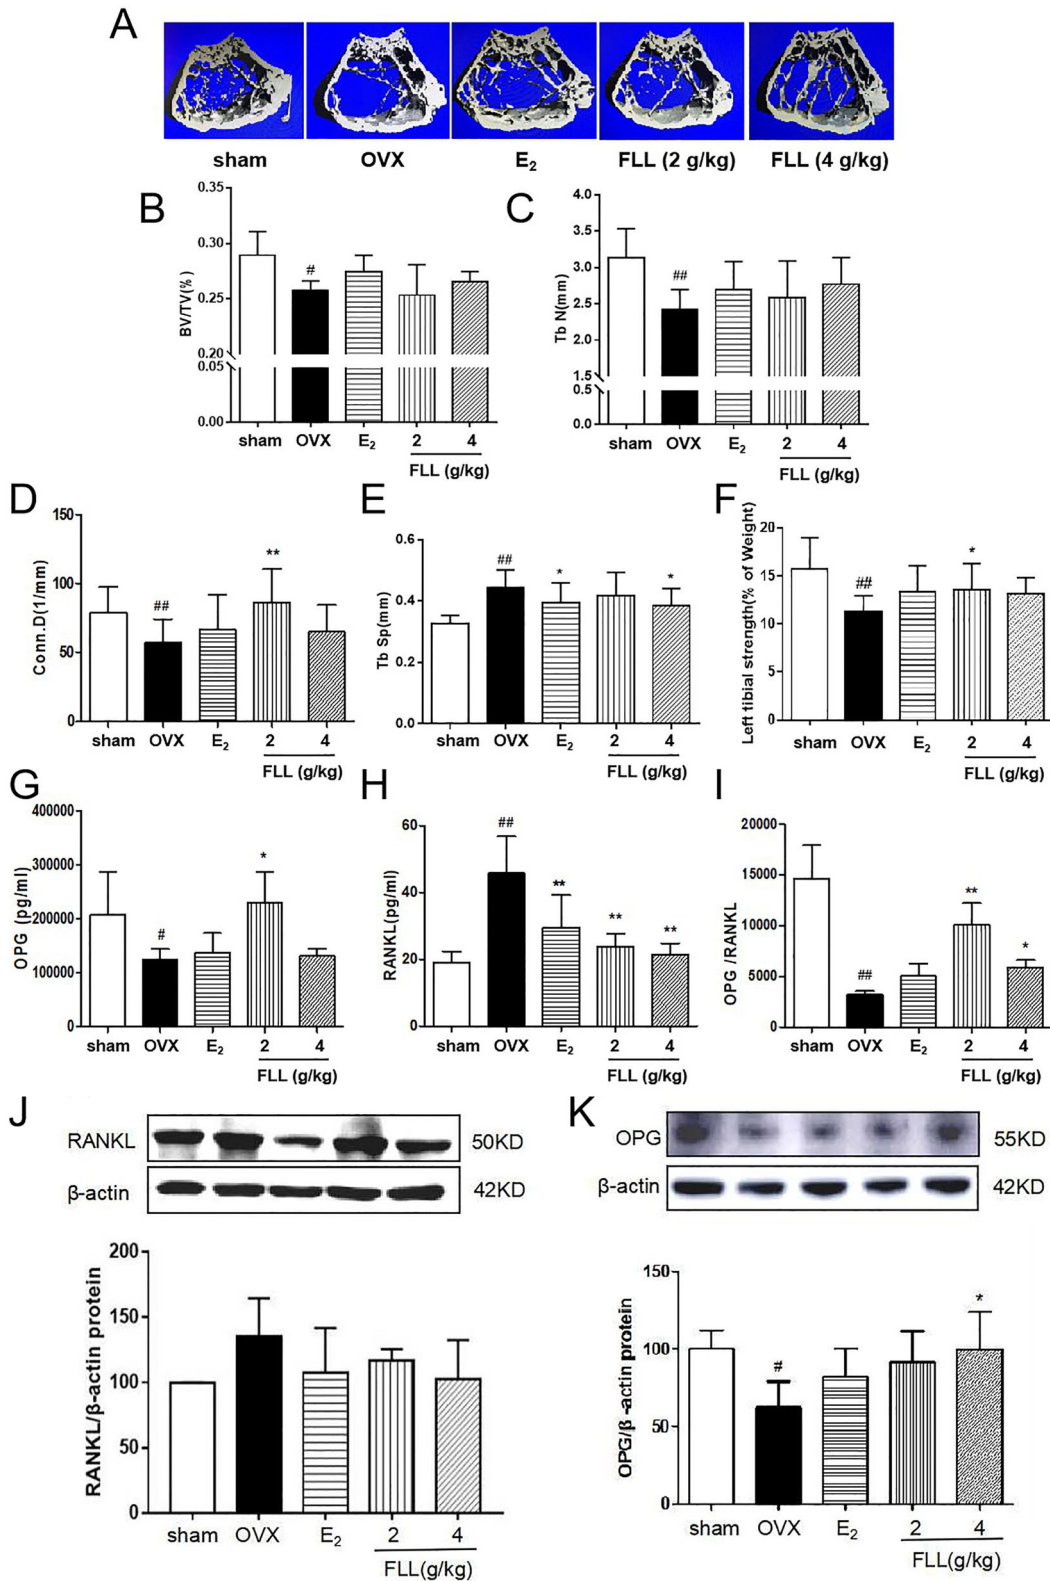 A
sham OVX E2 FLL (2 g/kg) FLL (4 g/kg)
B
BV/TV(%)
0.35
0.30
0.25
0.20
0.05
0.00
#
sham OVX E2 2 4
FLL (g/kg)
C
Tb N(mm)
4.0
3.5
3.0
2.5
2.0
1.5
0.5
0.0
##
sham OVX E2 2 4
FLL (g/kg)
D
Conn.D(1/mm)
150
100
50
0
## **
sham OVX E2 2 4
FLL (g/kg)
E
Tb Sp(mm)
0.6
0.4
0.2
0.0
## * *
sham OVX E2 2 4
FLL (g/kg)
F
Left tibial strength(% of Weight)
20
15
10
5
0
## *
sham OVX E2 2 4
FLL (g/kg)
G
OPG (pg/ml)
400000
300000
200000
100000
0
# *
sham OVX E2 2 4
FLL (g/kg)
H
RANKL(pg/ml)
60
40
20
0
## ** ** **
sham OVX E2 2 4
FLL (g/kg)
I
OPG /RANKL
20000
15000
10000
5000
0
## ** *
sham OVX E2 2 4
FLL (g/kg)
J
RANKL 50KD
β-actin 42KD
RANKL/β-actin protein
200
150
100
50
0
sham OVX E2 2 4
FLL(g/kg)
K
OPG 55KD
β-actin 42KD
OPG/β -actin protein
150
100
50
0
# *
sham OVX E2 2 4
FLL(g/kg)